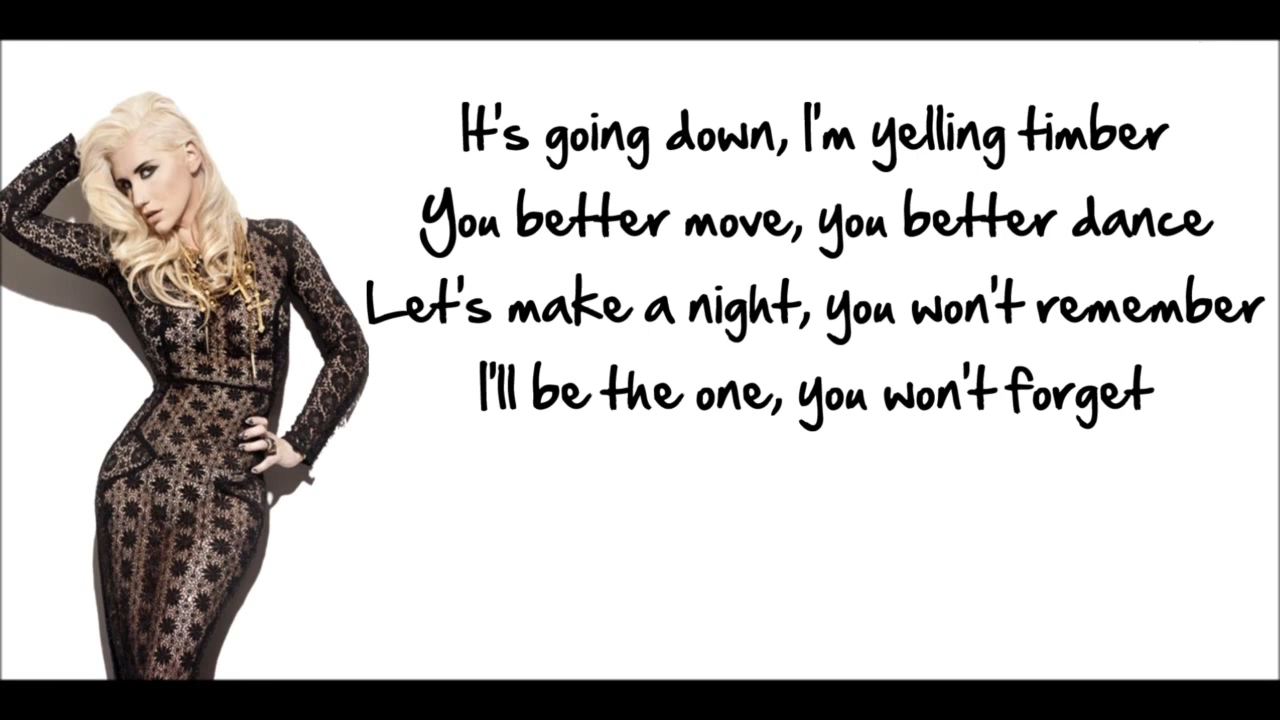 It's going down, I'm yelling timber
You better move, you better dance
Let's make a night, you won't remember
I'll be the one, you won't forget